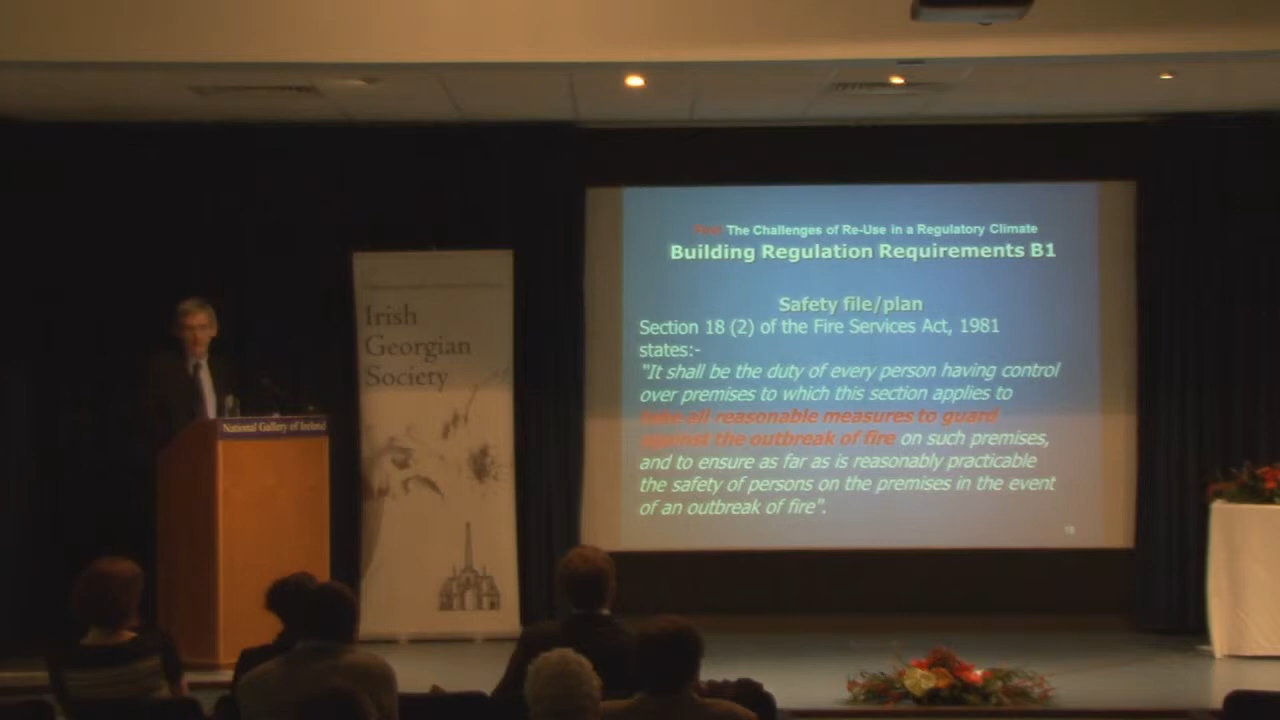 The Challenges of Re-Use in a Regulatory Climate
Building Regulation Requirements B1
Safety file/plan
Section 18 (2) of the Fire Services Act, 1981
states:-
"It shall be the duty of every person having control
over premises to which this section applies to
take all reasonable measures to guard
against the outbreak of fire on such premises,
and to ensure as far as is reasonably practicable
the safety of persons on the premises in the event
of an outbreak of fire".
18
Irish
Georgian
Society
National Gallery of Ireland